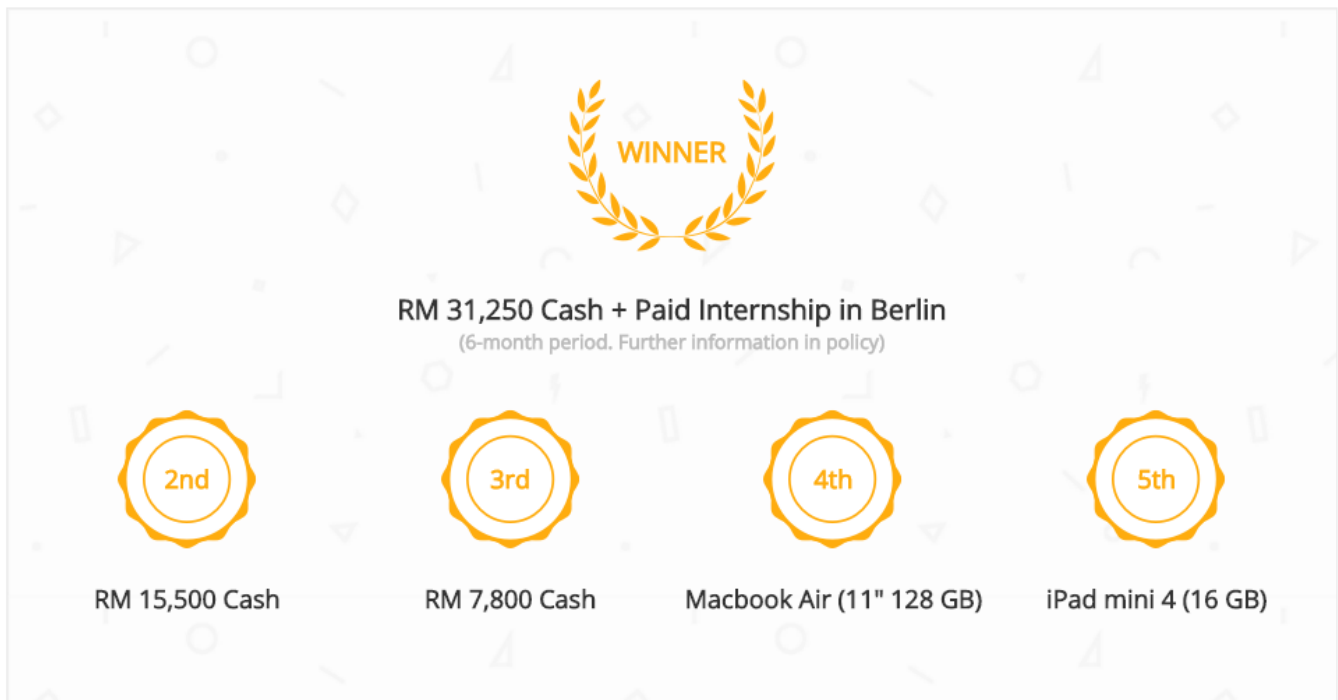 WINNER
RM 31,250 Cash + Paid Internship in Berlin
(6-month period. Further information in policy)
2nd
3rd
4th
5th
RM 15,500 Cash
RM 7,800 Cash
Macbook Air (11" 128 GB)
iPad mini 4 (16 GB)